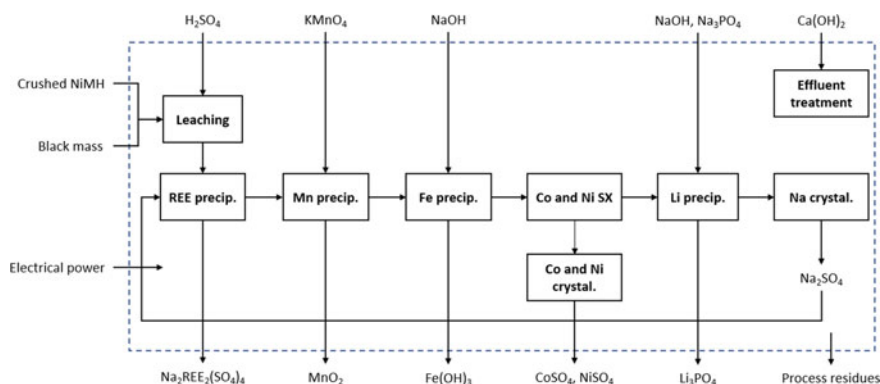 H₂SO₄
KMnO₄
NaOH
NaOH, Na₃PO₄
Ca(OH)₂
Crushed NiMH
Black mass
Leaching
Effluent
treatment
REE precip.
Mn precip.
Fe precip.
Co and Ni SX
Li precip.
Na crystal.
Electrical power
Co and Ni
crystal.
Na₂SO₄
Na₂REE₂(SO₄)₄
MnO₂
Fe(OH)₃
CoSO₄, NiSO₄
Li₃PO₄
Process residues